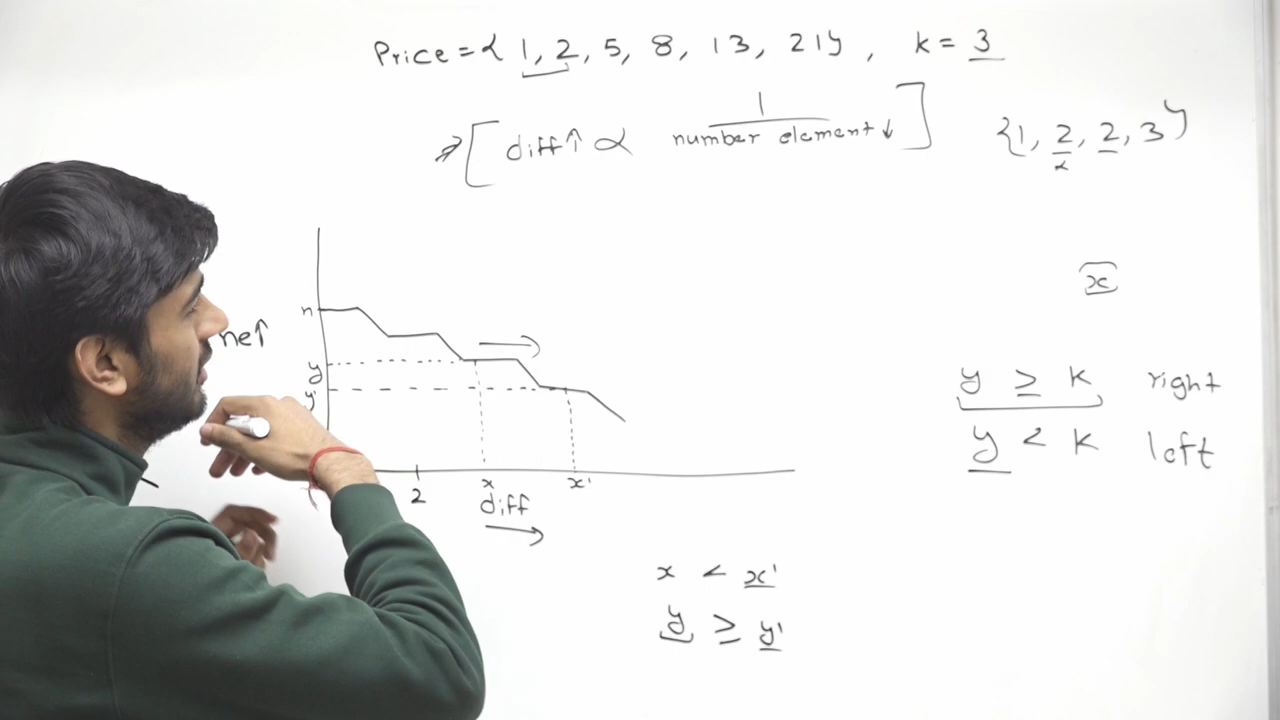 Price = { 1, 2, 5, 8, 13, 21 } , k = 3
[ diff↑ α 1 / number element↓ ]
{1, 2, 2, 3}
x
n
ne↑
y
y'
2 x x'
diff
y ≥ k right
y < k left
x < x'
y ≥ y'